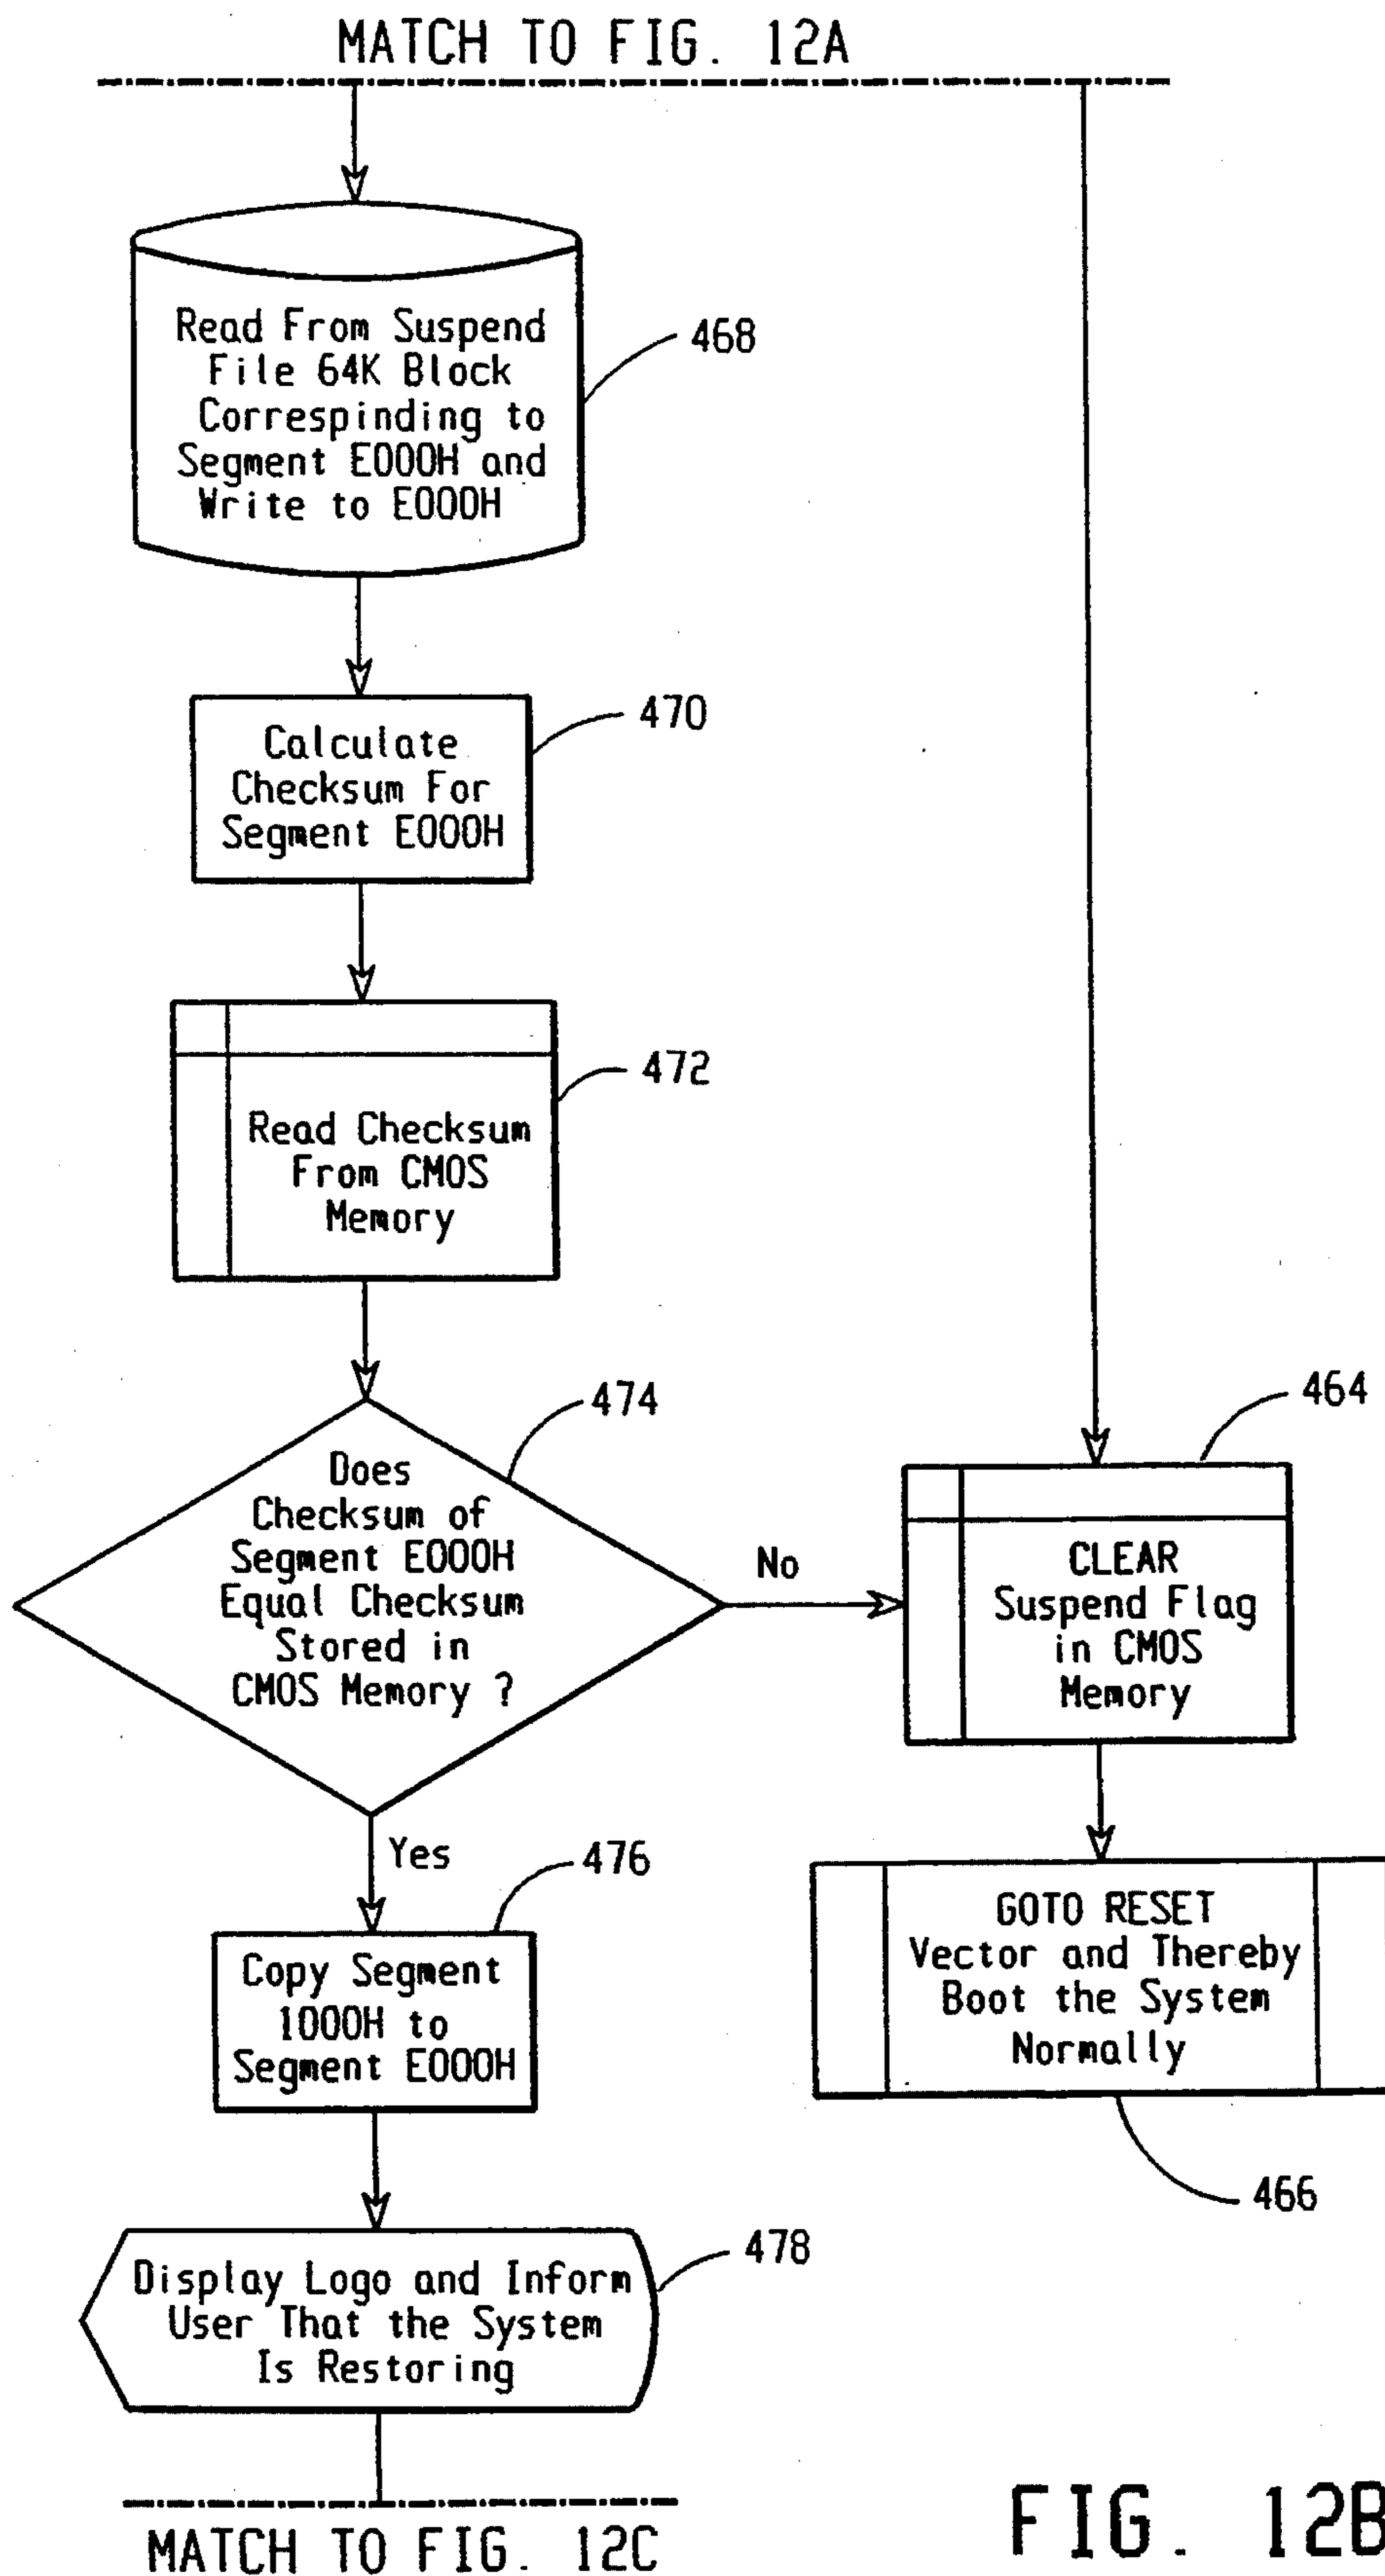 MATCH TO FIG. 12A
Read From Suspend
File 64K Block
Correspinding to
Segment E000H and
Write to E000H
468
Calculate
Checksum For
Segment E000H
470
Read Checksum
From CMOS
Memory
472
Does
Checksum of
Segment E000H
Equal Checksum
Stored in
CMOS Memory ?
474
No
Yes
CLEAR
Suspend Flag
in CMOS
Memory
464
GOTO RESET
Vector and Thereby
Boot the System
Normally
466
Copy Segment
1000H to
Segment E000H
476
Display Logo and Inform
User That the System
Is Restoring
478
MATCH TO FIG. 12C
FIG. 12B